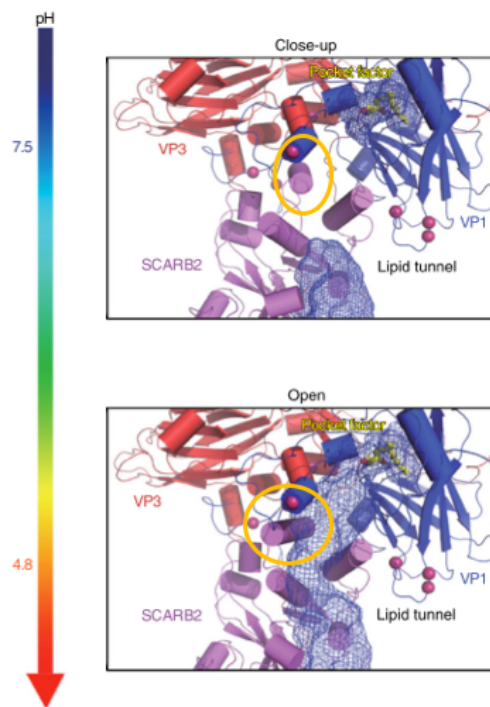 pH
7.5
4.8
Close-up
Pocket factor
VP3
VP1
SCARB2
Lipid tunnel
Open
Pocket factor
VP3
VP1
SCARB2
Lipid tunnel